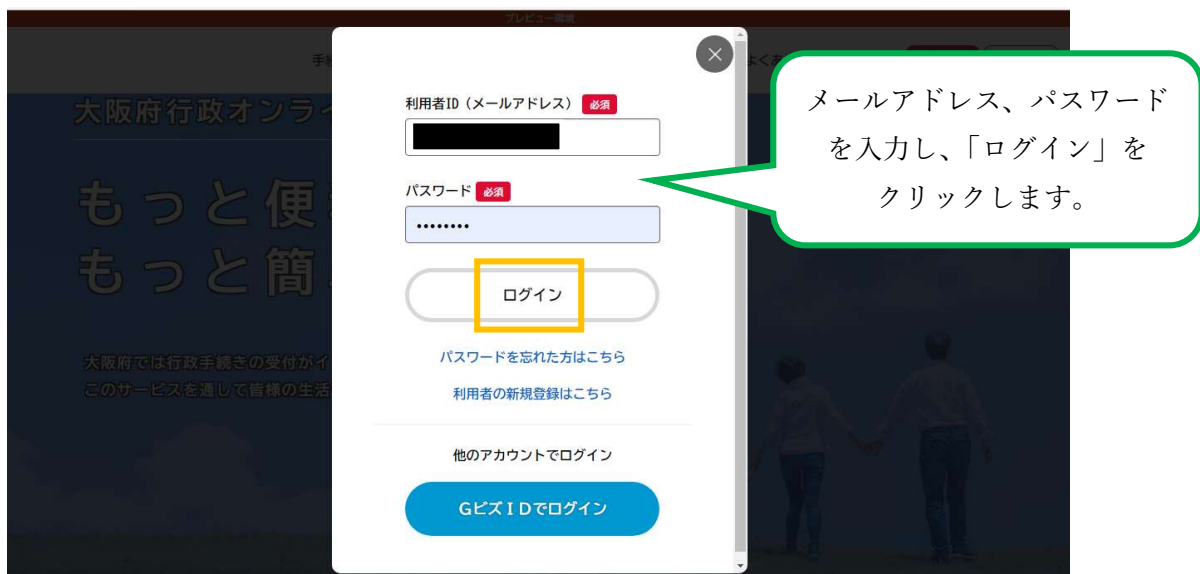 プレビュー環境
大阪府行政オンライ
もっと便
もっと簡
大阪府では行政手続きの受付がイ
このサービスを通して皆様の生活
利用者ID（メールアドレス） 必須
パスワード 必須
ログイン
パスワードを忘れた方はこちら
利用者の新規登録はこちら
他のアカウントでログイン
GビズIDでログイン
メールアドレス、パスワード
を入力し、「ログイン」を
クリックします。